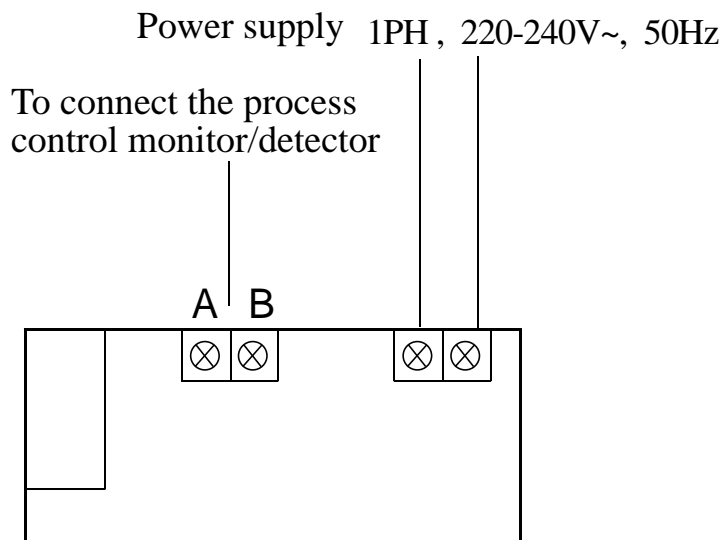 Power supply 1PH , 220-240V~, 50Hz
To connect the process
control monitor/detector
A B